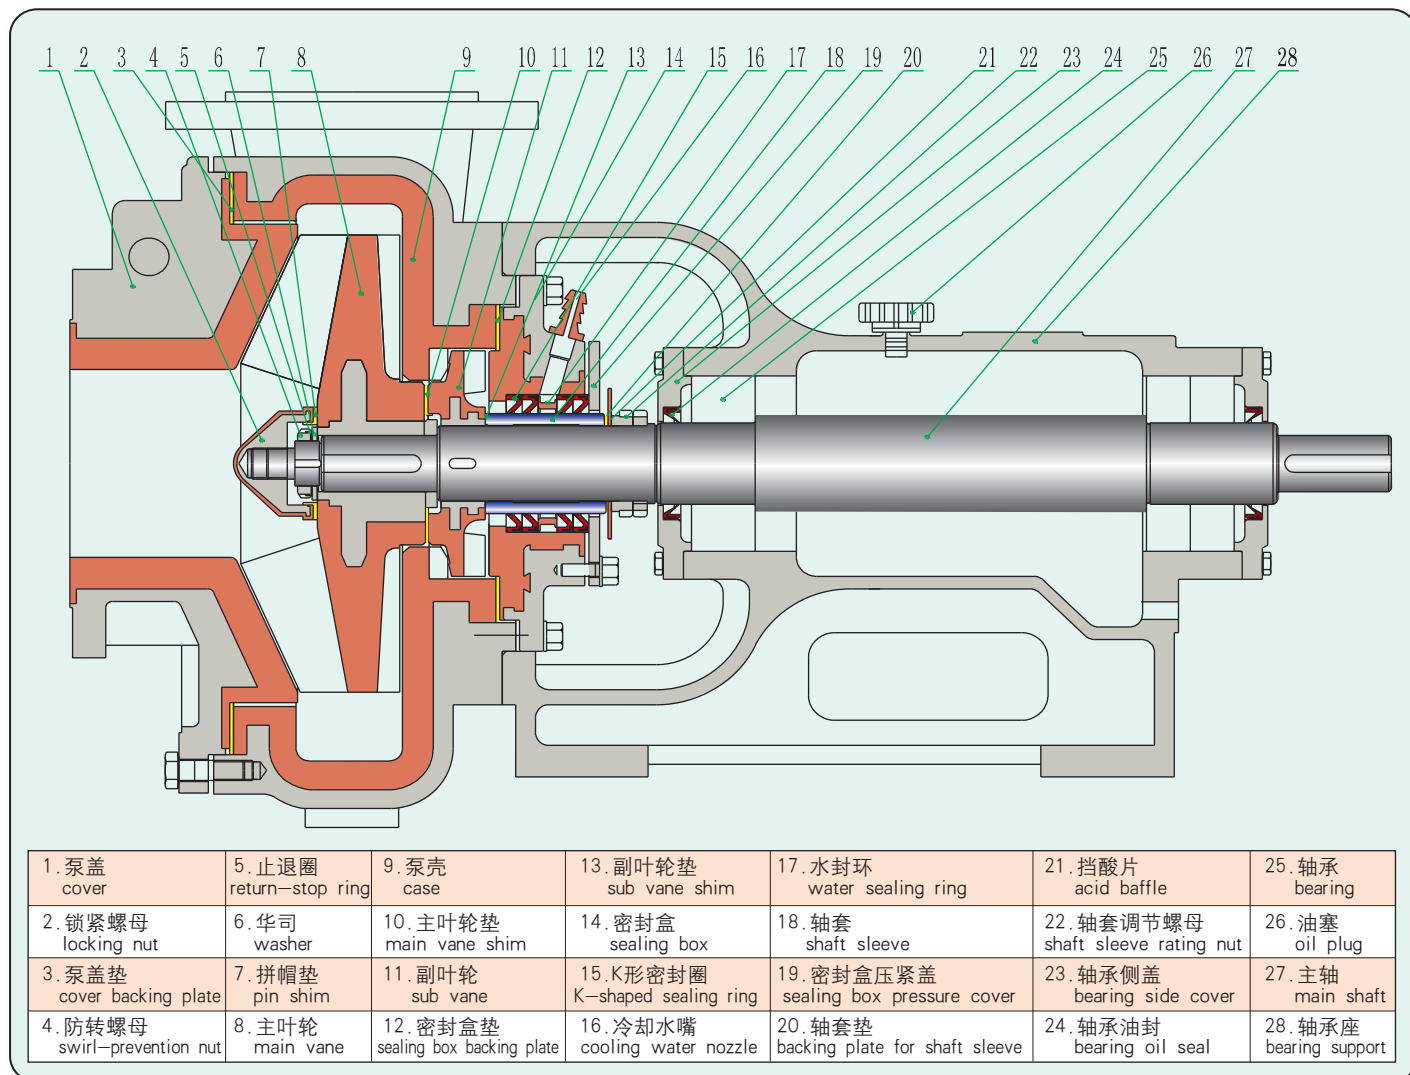 1 2 3 4 5 6 7 8 9 10 11 12 13 14 15 16 17 18 19 20 21 22 23 24 25 26 27 28
1.泵盖
cover
5.止退圈
return-stop ring
9.泵壳
case
13.副叶轮垫
sub vane shim
17.水封环
water sealing ring
21.挡酸片
acid baffle
25.轴承
bearing
2.锁紧螺母
locking nut
6.华司
washer
10.主叶轮垫
main vane shim
14.密封盒
sealing box
18.轴套
shaft sleeve
22.轴套调节螺母
shaft sleeve rating nut
26.油塞
oil plug
3.泵盖垫
cover backing plate
7.拼帽垫
pin shim
11.副叶轮
sub vane
15.K形密封圈
K-shaped sealing ring
19.密封盒压紧盖
sealing box pressure cover
23.轴承侧盖
bearing side cover
27.主轴
main shaft
4.防转螺母
swirl-prevention nut
8.主叶轮
main vane
12.密封盒垫
sealing box backing plate
16.冷却水嘴
cooling water nozzle
20.轴套垫
backing plate for shaft sleeve
24.轴承油封
bearing oil seal
28.轴承座
bearing support